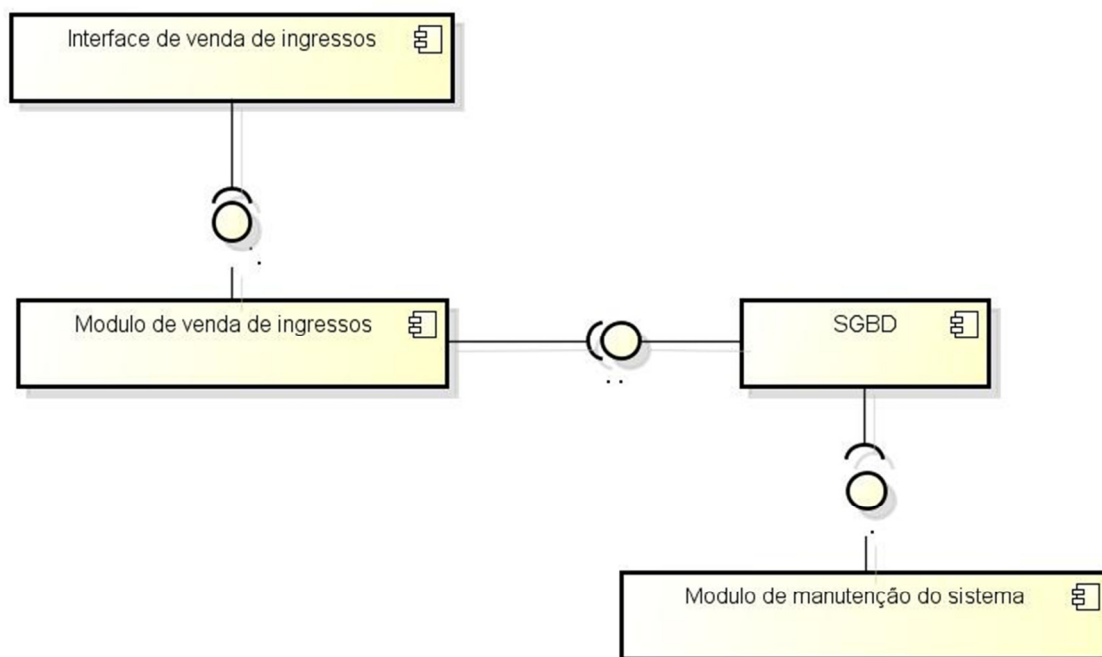 Interface de venda de ingressos
Modulo de venda de ingressos
SGBD
Modulo de manutenção do sistema